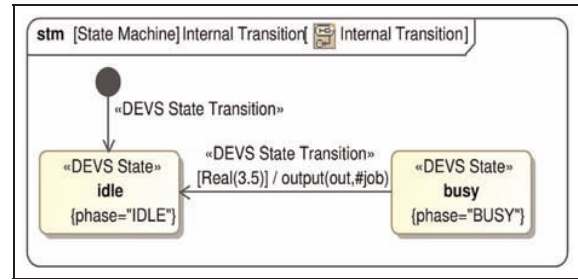 stm [State Machine] Internal Transition[ Internal Transition]
«DEVS State Transition»
«DEVS State»
idle
{phase="IDLE"}
«DEVS State Transition»
[Real(3.5)] / output(out,#job)
«DEVS State»
busy
{phase="BUSY"}